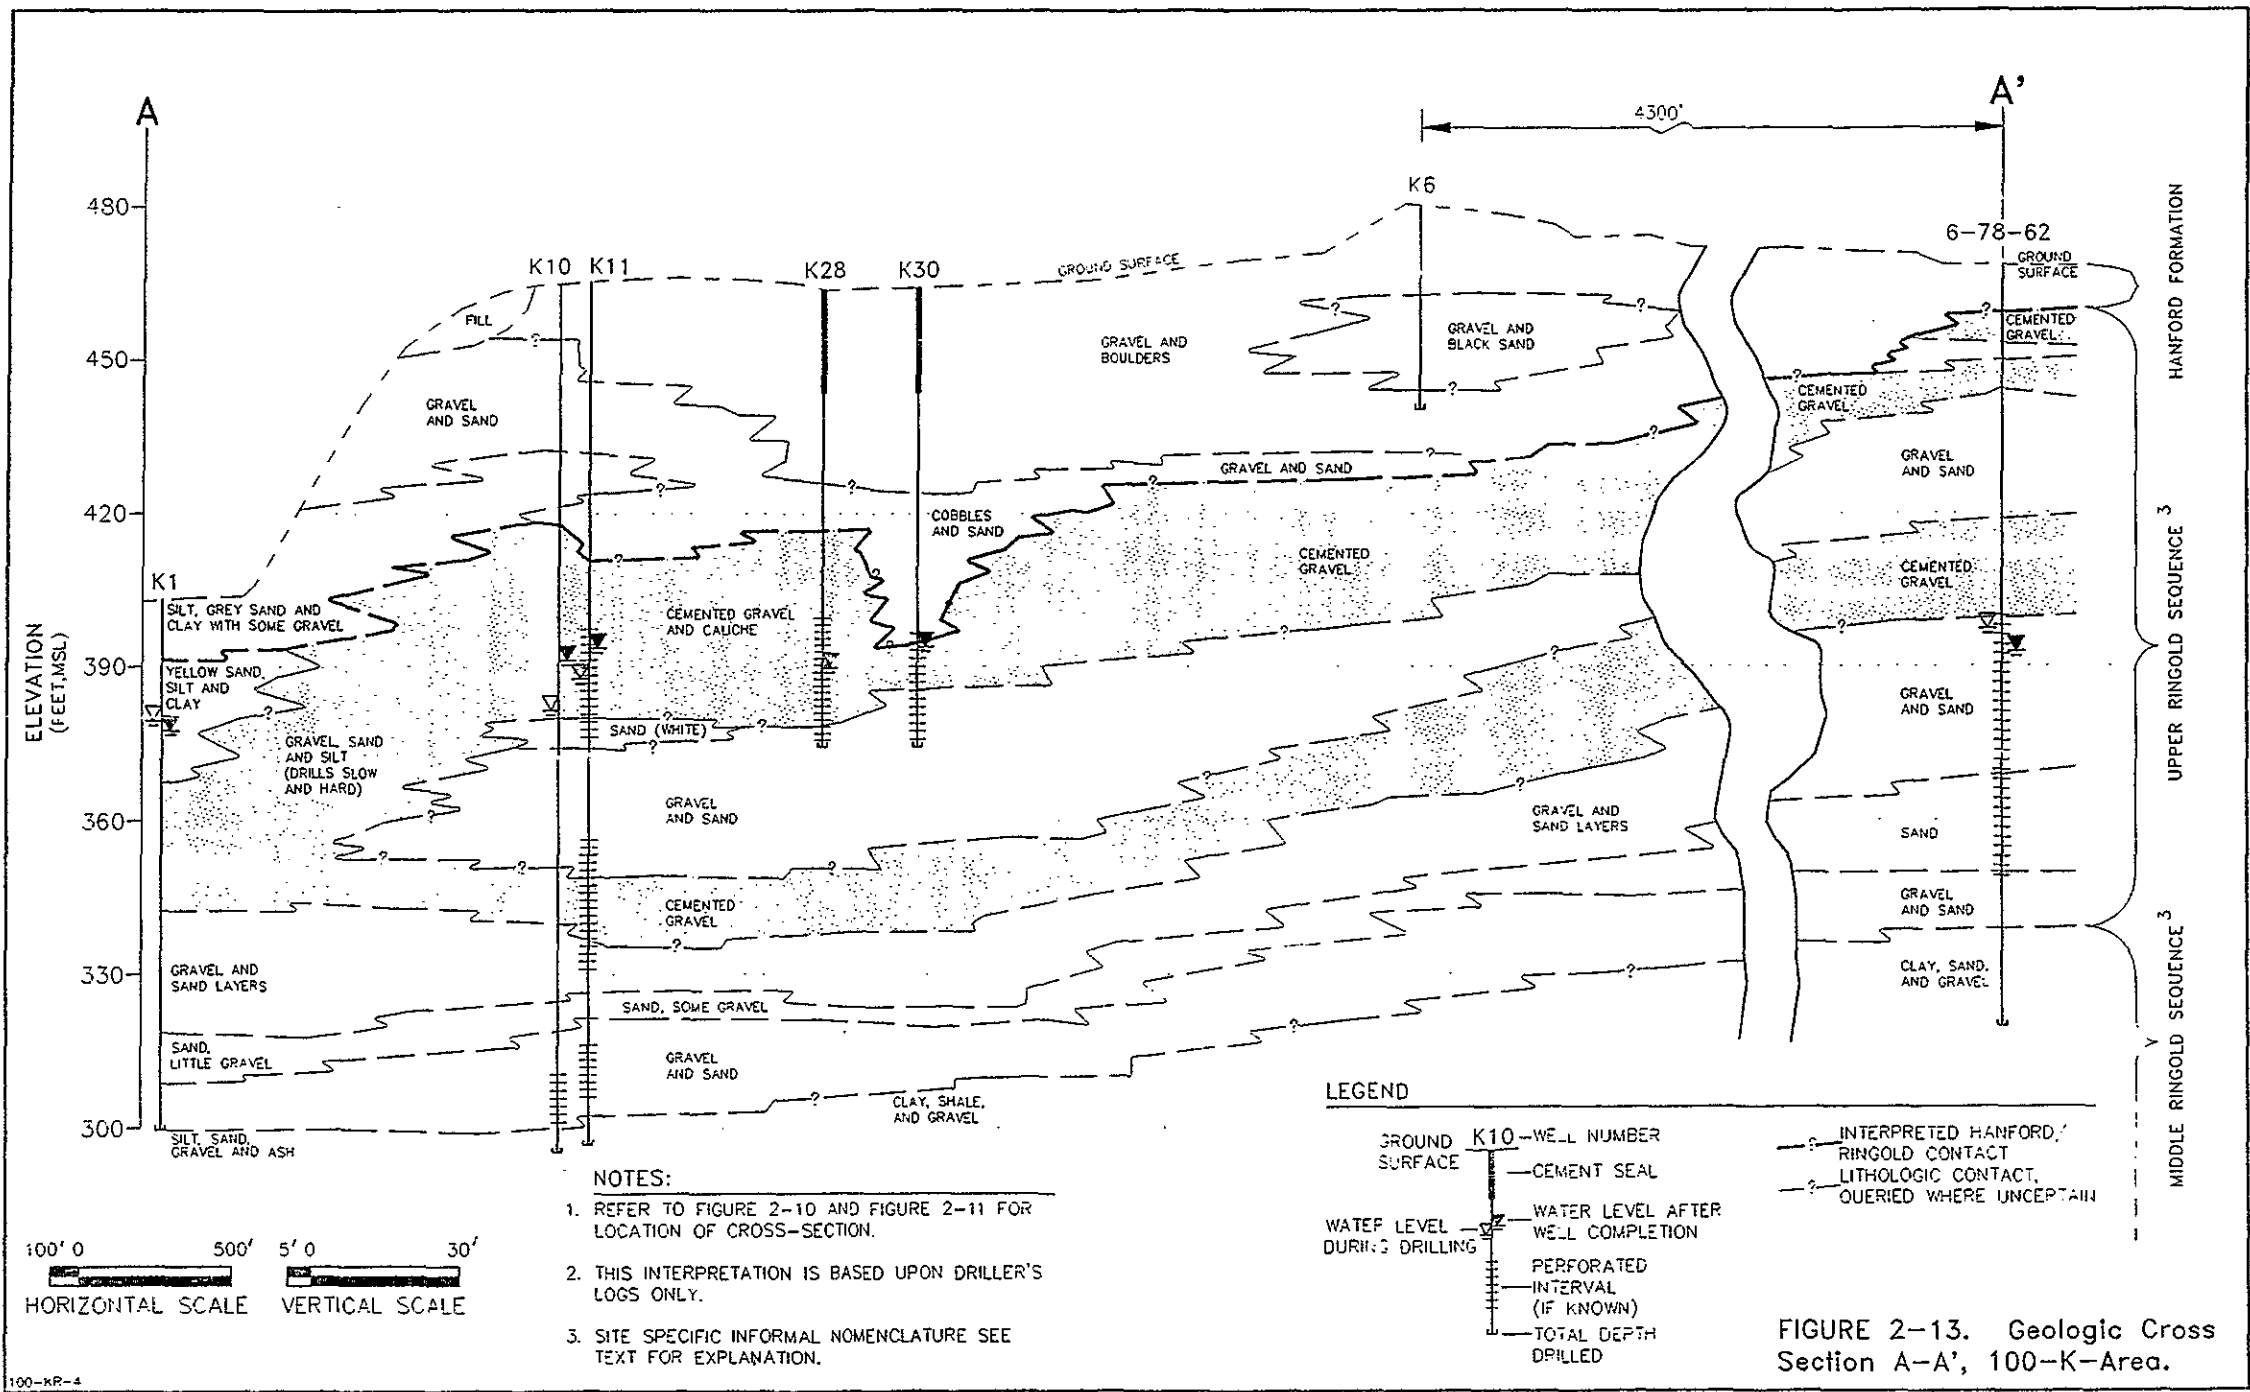 A
A'
4300'
K6
480
6-78-62
K10
K11
K28
K30
GROUND SURFACE
GROUND
SURFACE
HANFORD FORMATION
FILL
GRAVEL AND
BOULDERS
GRAVEL AND
BLACK SAND
CEMENTED
GRAVEL
450
GRAVEL
AND SAND
CEMENTED
GRAVEL
GRAVEL AND SAND
GRAVEL
AND SAND
420
COBBLES
AND SAND
CEMENTED
GRAVEL
CEMENTED
GRAVEL
K1
SILT, GREY SAND AND
CLAY WITH SOME GRAVEL
CEMENTED GRAVEL
AND CALICHE
UPPER RINGOLD SEQUENCE 3
ELEVATION
(FEET,MSL)
390
YELLOW SAND,
SILT AND
CLAY
GRAVEL
AND SAND
SAND (WHITE)
GRAVEL, SAND
AND SILT
(DRILLS SLOW
AND HARD)
GRAVEL
AND SAND
360
GRAVEL AND
SAND LAYERS
SAND
CEMENTED
GRAVEL
GRAVEL
AND SAND
330
GRAVEL AND
SAND LAYERS
CLAY, SAND,
AND GRAVEL
SAND, SOME GRAVEL
SAND,
LITTLE GRAVEL
GRAVEL
AND SAND
MIDDLE RINGOLD SEQUENCE 3
CLAY, SHALE,
AND GRAVEL
300
SILT, SAND,
GRAVEL AND ASH
LEGEND
GROUND
SURFACE
K10
WELL NUMBER
CEMENT SEAL
WATER LEVEL AFTER
WELL COMPLETION
WATER LEVEL
DURING DRILLING
PERFORATED
INTERVAL
(IF KNOWN)
TOTAL DEPTH
DRILLED
INTERPRETED HANFORD/
RINGOLD CONTACT
LITHOLOGIC CONTACT,
QUERIED WHERE UNCERTAIN
NOTES:
1. REFER TO FIGURE 2-10 AND FIGURE 2-11 FOR
LOCATION OF CROSS-SECTION.
2. THIS INTERPRETATION IS BASED UPON DRILLER'S
LOGS ONLY.
3. SITE SPECIFIC INFORMAL NOMENCLATURE SEE
TEXT FOR EXPLANATION.
100' 0 500'
HORIZONTAL SCALE
5' 0 30'
VERTICAL SCALE
FIGURE 2-13. Geologic Cross
Section A-A', 100-K-Area.
100-KR-4